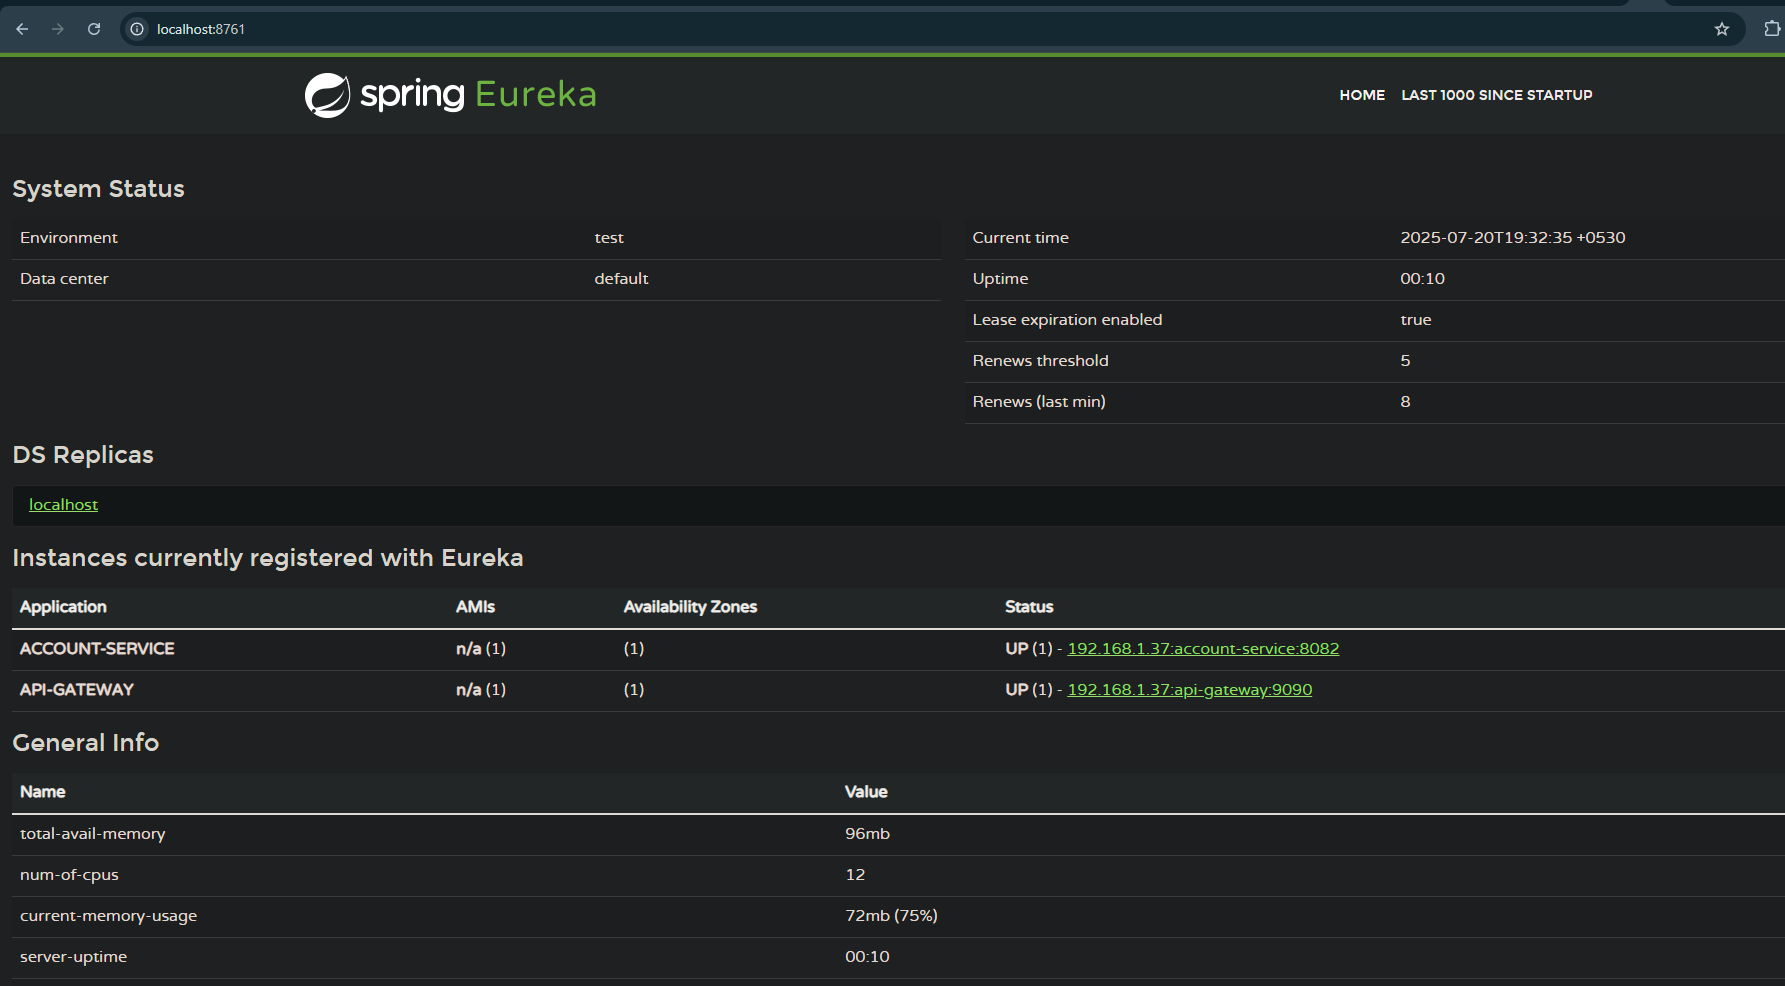 localhost:8761
spring Eureka
HOME LAST 1000 SINCE STARTUP
System Status
Environment test
Data center default
Current time 2025-07-20T19:32:35 +0530
Uptime 00:10
Lease expiration enabled true
Renews threshold 5
Renews (last min) 8
DS Replicas
localhost
Instances currently registered with Eureka
Application AMIs Availability Zones Status
ACCOUNT-SERVICE n/a (1) (1) UP (1) - 192.168.1.37:account-service:8082
API-GATEWAY n/a (1) (1) UP (1) - 192.168.1.37:api-gateway:9090
General Info
Name Value
total-avail-memory 96mb
num-of-cpus 12
current-memory-usage 72mb (75%)
server-uptime 00:10